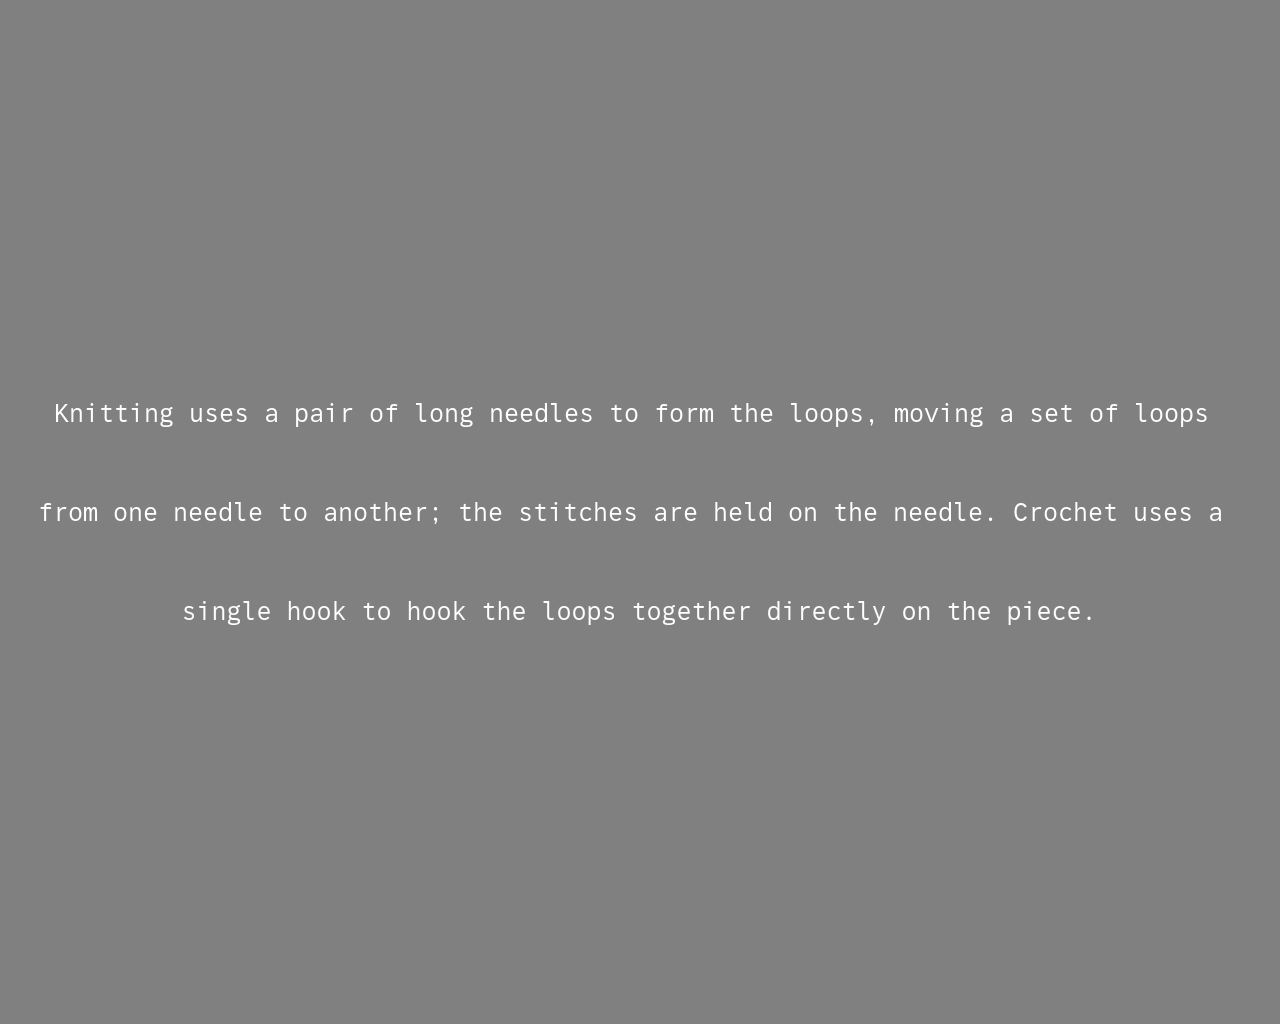 Knitting uses a pair of long needles to form the loops, moving a set of loops
from one needle to another; the stitches are held on the needle. Crochet uses a
single hook to hook the loops together directly on the piece.